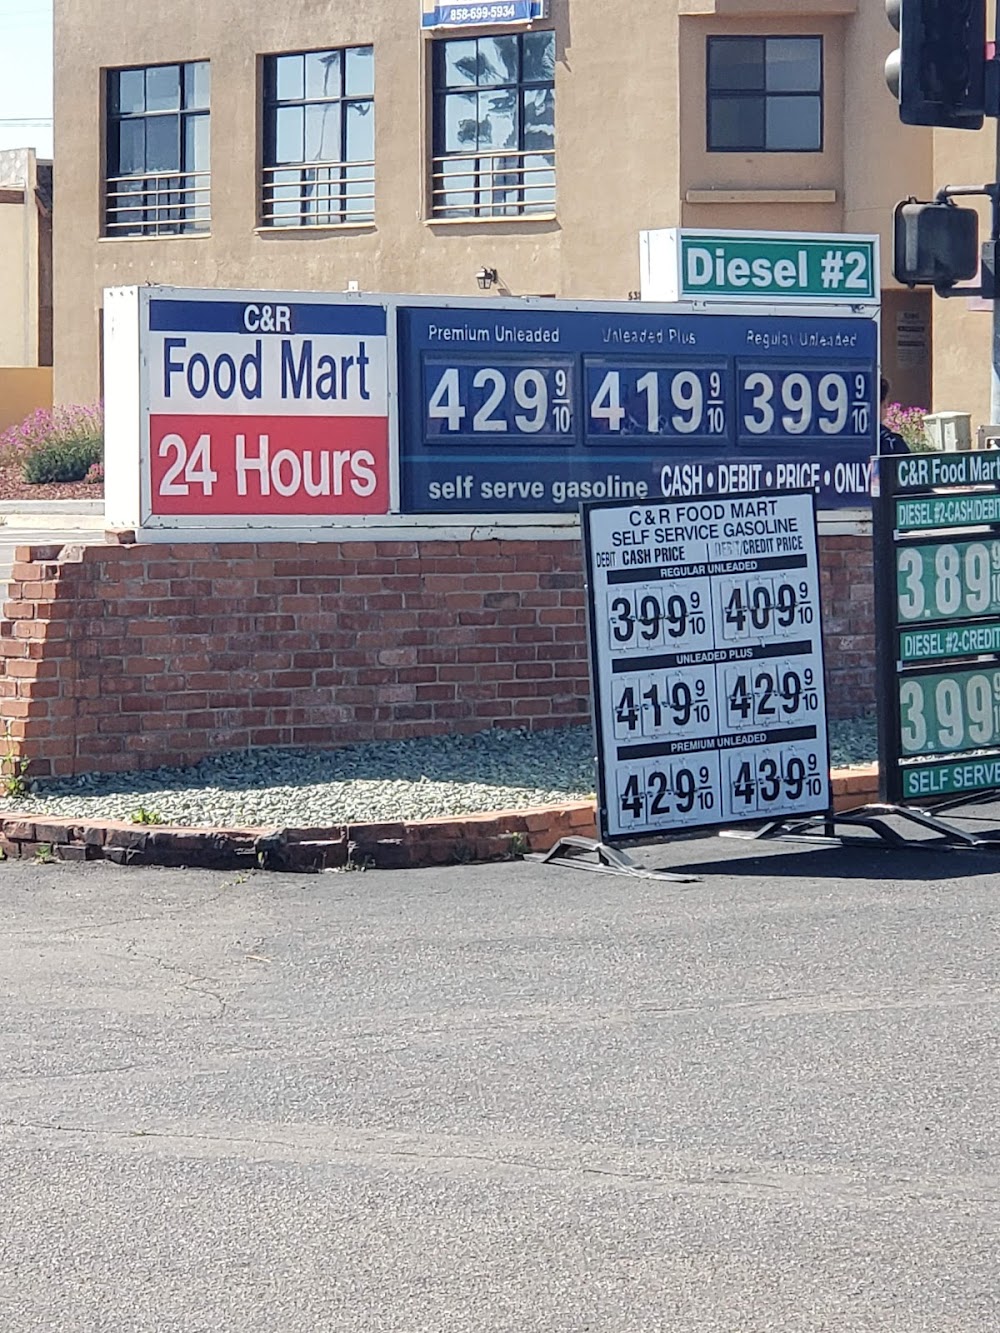 858-699-5934
Diesel #2
C&R
Food Mart
24 Hours
Premium Unleaded Unleaded Plus Regular Unleaded
429 9/10 419 9/10 399 9/10
self serve gasoline CASH • DEBIT • PRICE • ONLY
C&R FOOD MART
SELF SERVICE GASOLINE
DEBIT CASH PRICE /CREDIT PRICE
REGULAR UNLEADED
399 9/10 409 9/10
UNLEADED PLUS
419 9/10 429 9/10
PREMIUM UNLEADED
429 9/10 439 9/10
C&R Food Mart
DIESEL #2-CASH/DEBIT
3.89 9
DIESEL #2-CREDIT
3.99 9
SELF SERVE